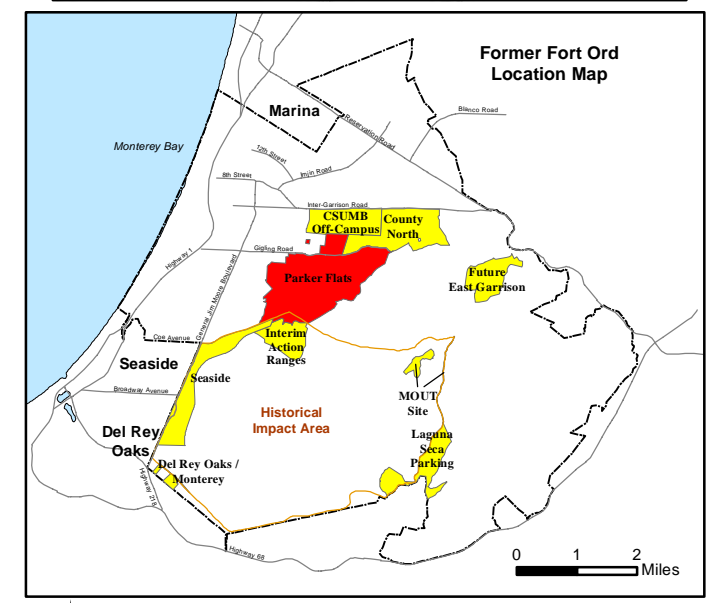 Former Fort Ord
Location Map
Marina
Blanco Road
Reservation Road
Monterey Bay
12th Street
Imjin Road
8th Street
Inter-Garrison Road
CSUMB
Off-Campus
County
North
Gigling Road
Highway 1
General Jim Moore Boulevard
Parker Flats
Future
East Garrison
Coe Avenue
Interim
Action
Ranges
Seaside
Seaside
Broadway Avenue
MOUT
Site
Historical
Impact Area
Del Rey
Oaks
Laguna
Seca
Parking
Del Rey Oaks /
Monterey
Highway 218
Highway 68
0 1 2
Miles